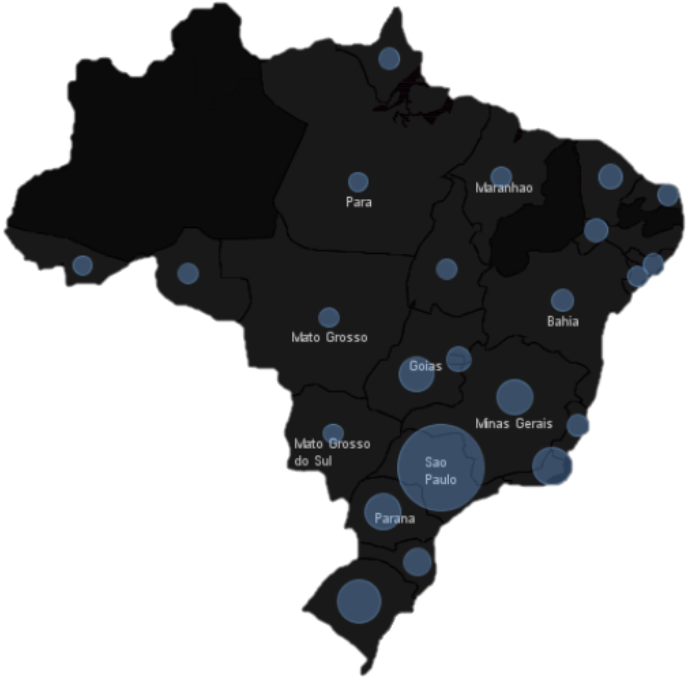 Maranhao
Para
Bahia
Mato Grosso
Goias
Minas Gerais
Mato Grosso
do Sul
Sao
Paulo
Parana